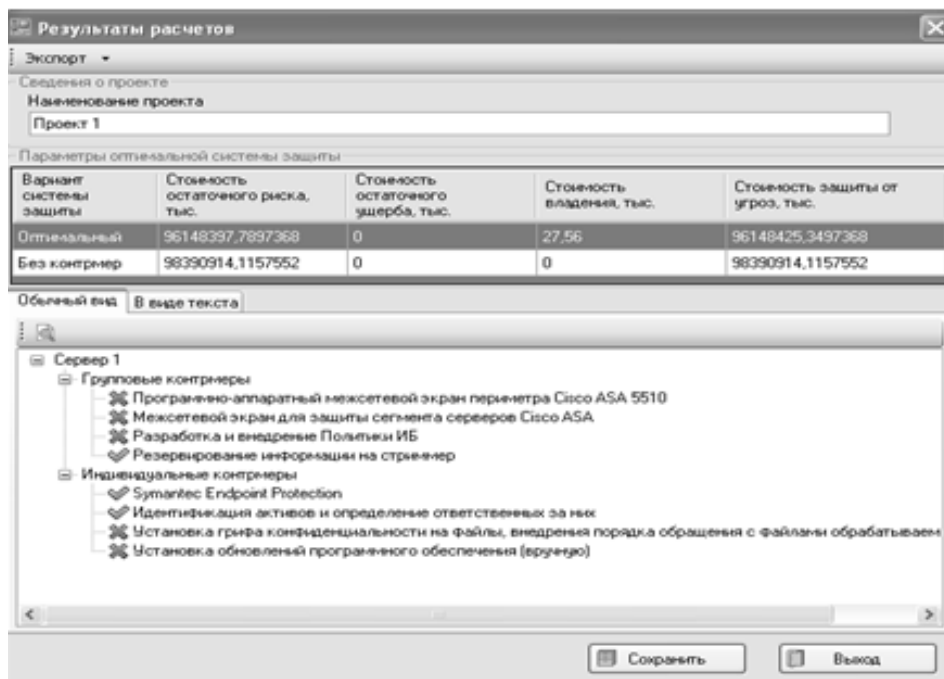 Результаты расчетов
Экспорт
Сведения о проекте
Наименование проекта
Проект 1
Параметры оптимальной системы защиты
Вариант системы защиты
Стоимость остаточного риска, тыс.
Стоимость остаточного ущерба, тыс.
Стоимость владения, тыс.
Стоимость защиты от угроз, тыс.
Оптимальный 96148397,7897368 0 27,56 96148425,3497368
Без контрмер 98390914,1157552 0 0 98390914,1157552
Обычный вид В виде текста
Сервер 1
Групповые контрмеры
Программно-аппаратный межсетевой экран периметра Cisco ASA 5510
Межсетевой экран для защиты сегмента серверов Cisco ASA
Разработка и внедрение Политики ИБ
Резервирование информации на стриммер
Индивидуальные контрмеры
Symantec Endpoint Protection
Идентификация активов и определение ответственных за них
Установка грифа конфиденциальности на файлы, внедрения порядка обращения с файлами обрабатываем
Установка обновлений программного обеспечения (вручную)
Сохранить Выход